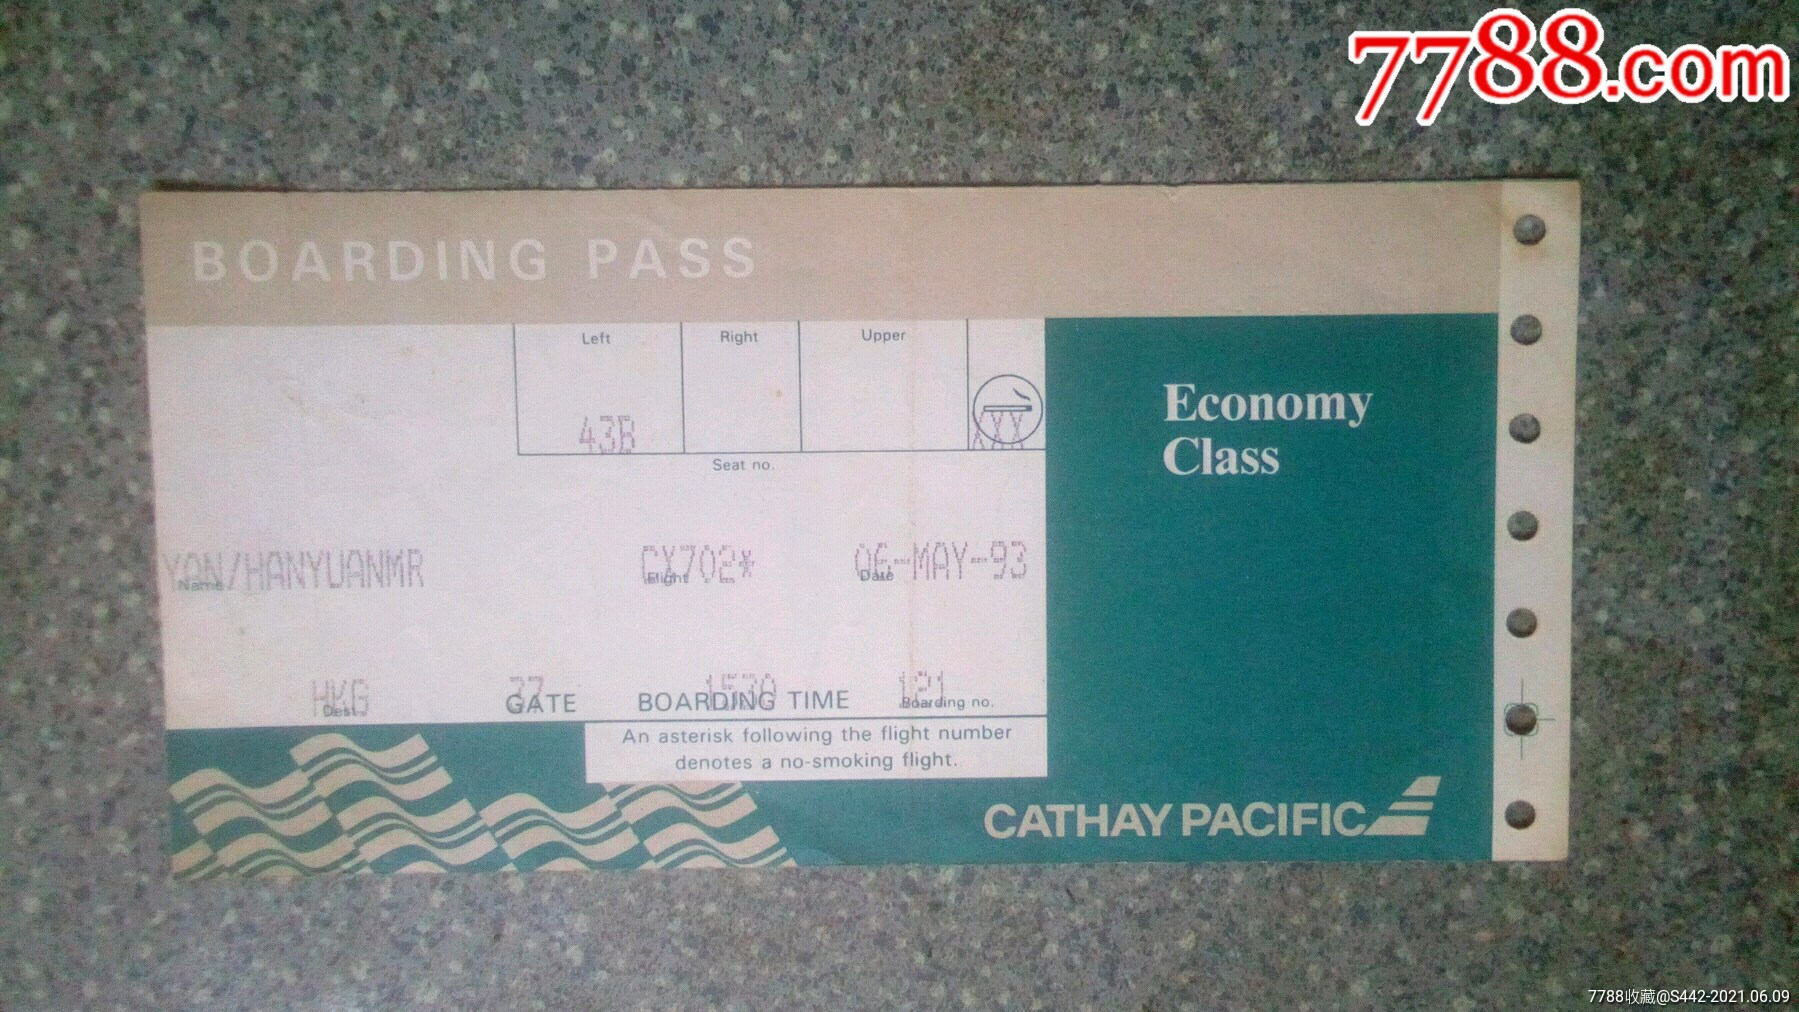 7788.com
BOARDING PASS
Left Right Upper
43B XXX
Seat no.
Economy
Class
YAN/HANYUANMR CX702* 06-MAY-93
Name Flight Date
HKG 37 1530 121
Dest GATE BOARDING TIME Boarding no.
An asterisk following the flight number
denotes a no-smoking flight.
CATHAY PACIFIC
7788收藏@S442-2021.06.09